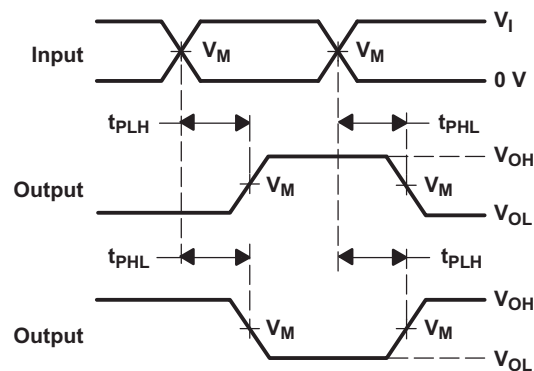 V_I
Input V_M V_M
0 V
t_PLH t_PHL
V_OH
Output V_M V_M
V_OL
t_PHL t_PLH
V_OH
Output V_M V_M
V_OL